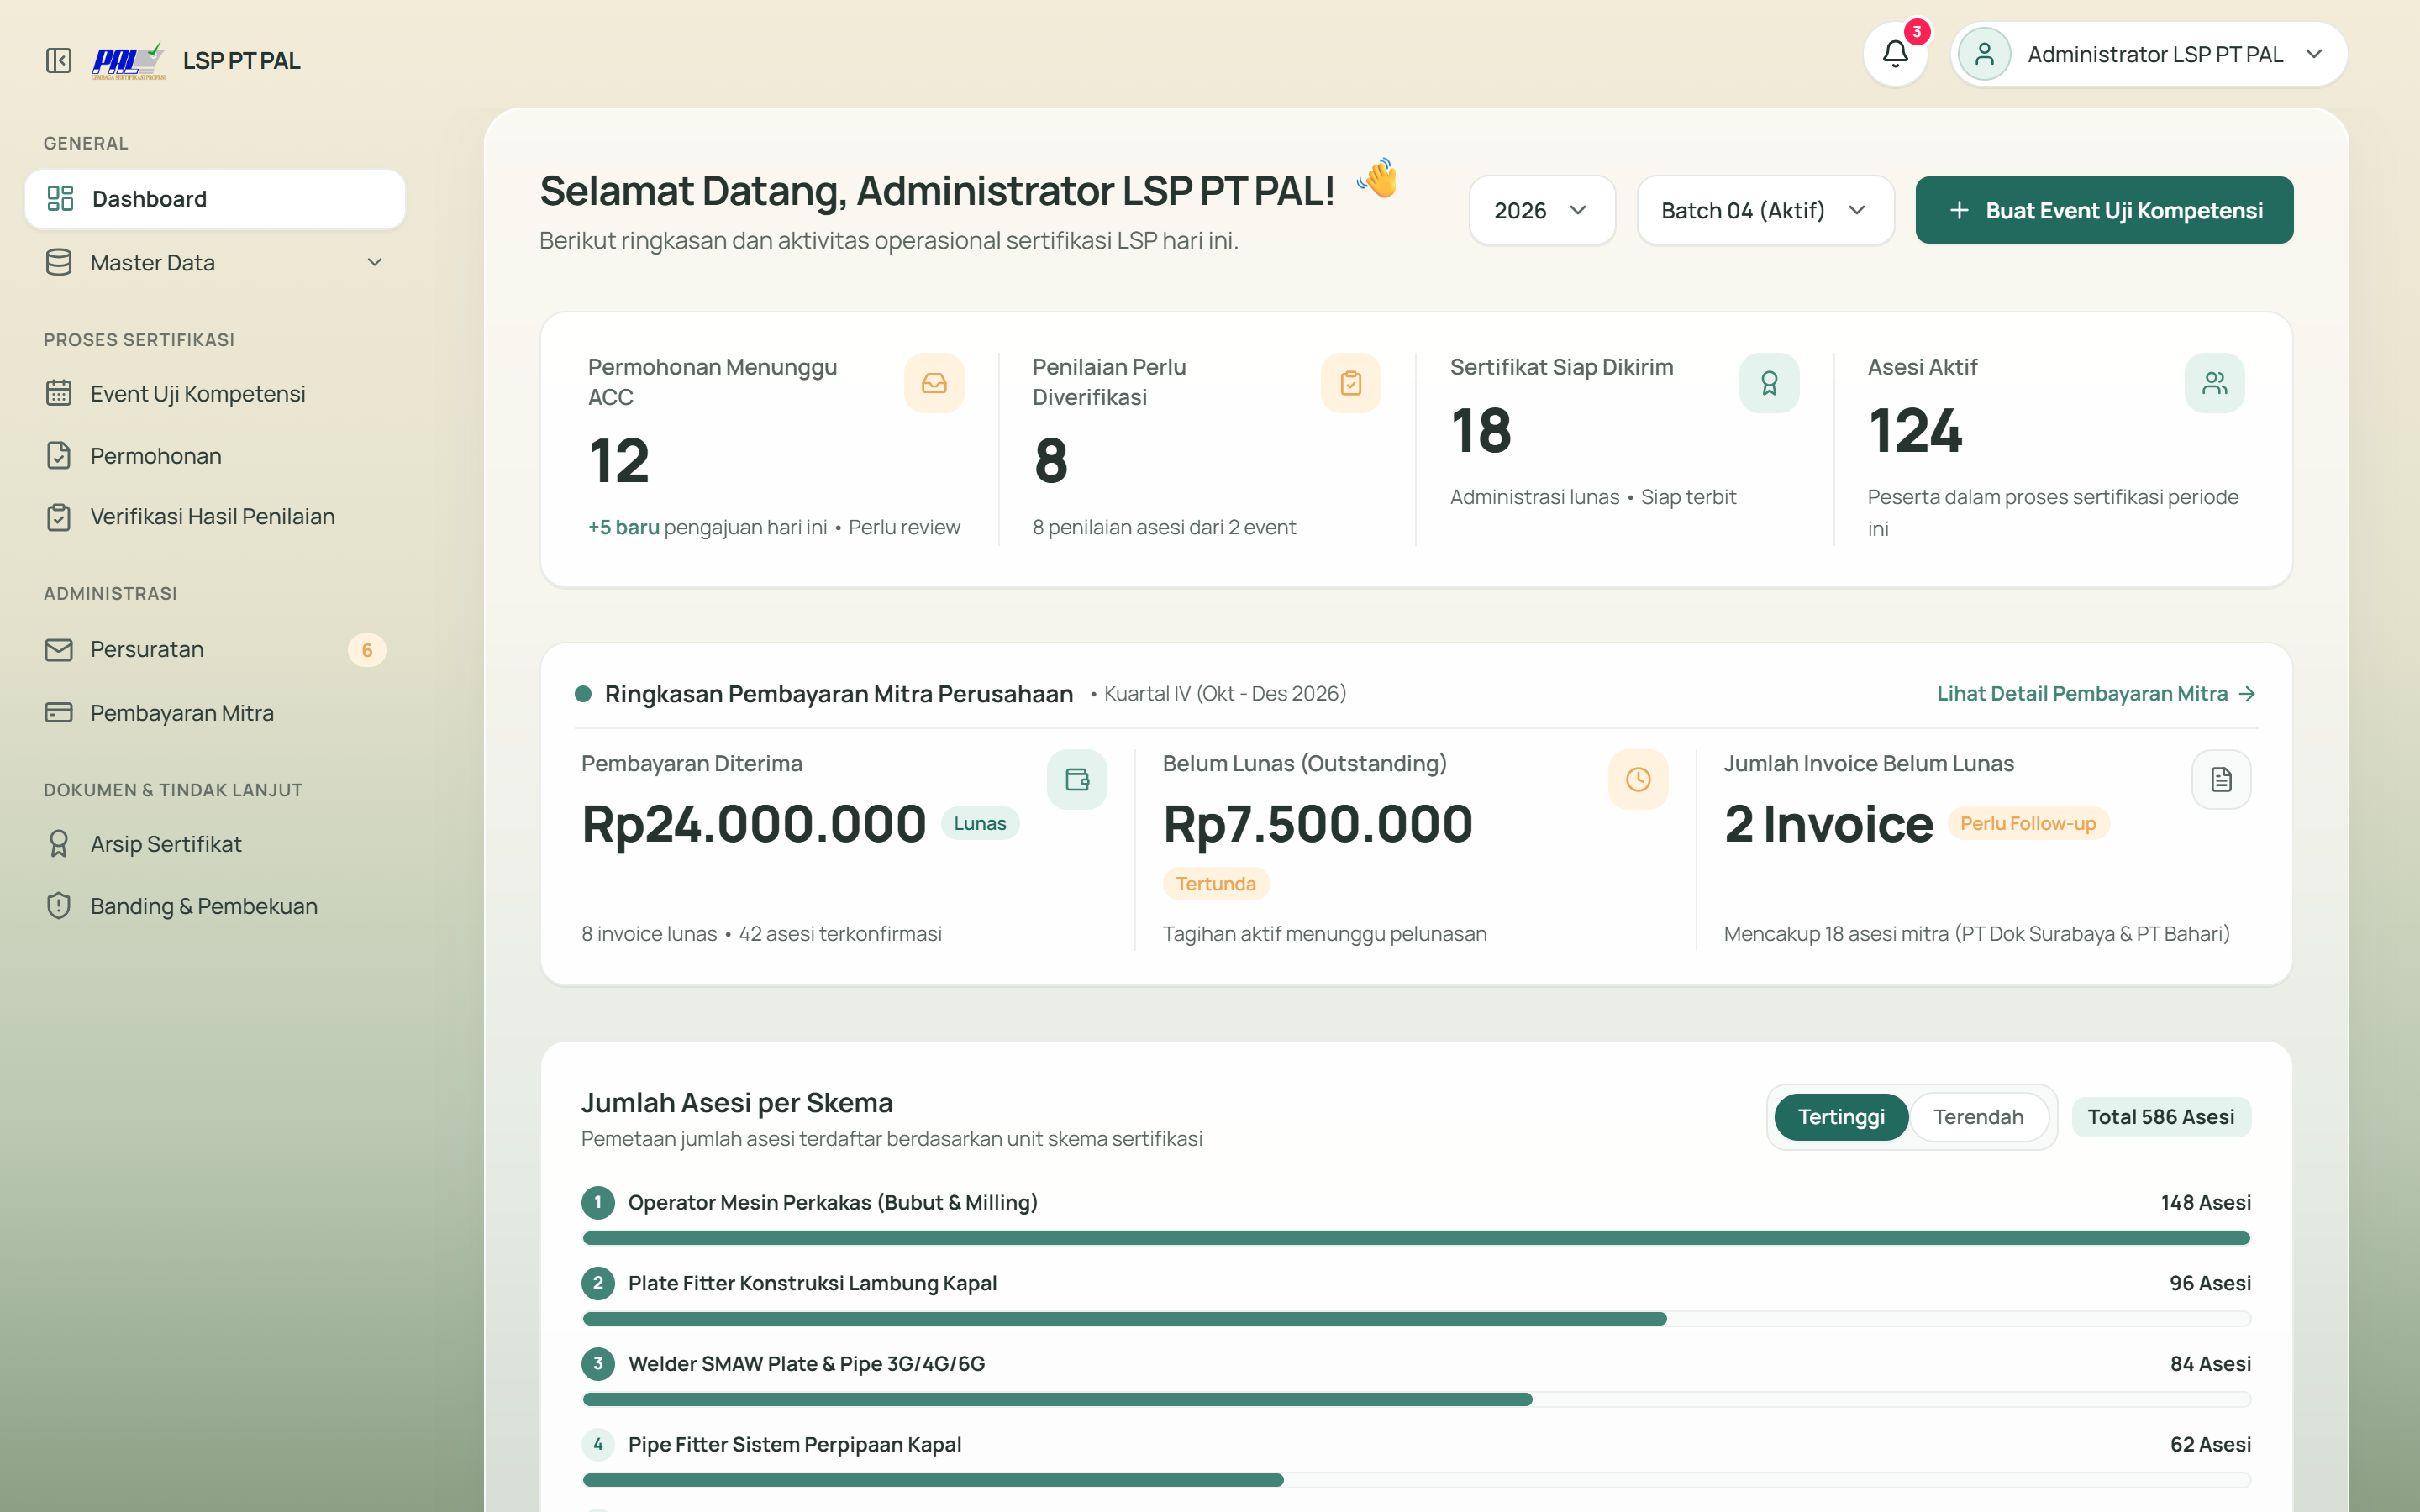 PAL
LEMBAGA SERTIFIKASI PROFESI
LSP PT PAL
3
Administrator LSP PT PAL
GENERAL
Dashboard
Master Data
PROSES SERTIFIKASI
Event Uji Kompetensi
Permohonan
Verifikasi Hasil Penilaian
ADMINISTRASI
Persuratan
6
Pembayaran Mitra
DOKUMEN & TINDAK LANJUT
Arsip Sertifikat
Banding & Pembekuan
Selamat Datang, Administrator LSP PT PAL! 👋
Berikut ringkasan dan aktivitas operasional sertifikasi LSP hari ini.
2026
Batch 04 (Aktif)
+ Buat Event Uji Kompetensi
Permohonan Menunggu
ACC
12
+5 baru pengajuan hari ini • Perlu review
Penilaian Perlu
Diverifikasi
8
8 penilaian asesi dari 2 event
Sertifikat Siap Dikirim
18
Administrasi lunas • Siap terbit
Asesi Aktif
124
Peserta dalam proses sertifikasi periode
ini
Ringkasan Pembayaran Mitra Perusahaan • Kuartal IV (Okt - Des 2026)
Lihat Detail Pembayaran Mitra →
Pembayaran Diterima
Rp24.000.000 Lunas
8 invoice lunas • 42 asesi terkonfirmasi
Belum Lunas (Outstanding)
Rp7.500.000
Tertunda
Tagihan aktif menunggu pelunasan
Jumlah Invoice Belum Lunas
2 Invoice Perlu Follow-up
Mencakup 18 asesi mitra (PT Dok Surabaya & PT Bahari)
Jumlah Asesi per Skema
Pemetaan jumlah asesi terdaftar berdasarkan unit skema sertifikasi
Tertinggi
Terendah
Total 586 Asesi
1 Operator Mesin Perkakas (Bubut & Milling) 148 Asesi
2 Plate Fitter Konstruksi Lambung Kapal 96 Asesi
3 Welder SMAW Plate & Pipe 3G/4G/6G 84 Asesi
4 Pipe Fitter Sistem Perpipaan Kapal 62 Asesi